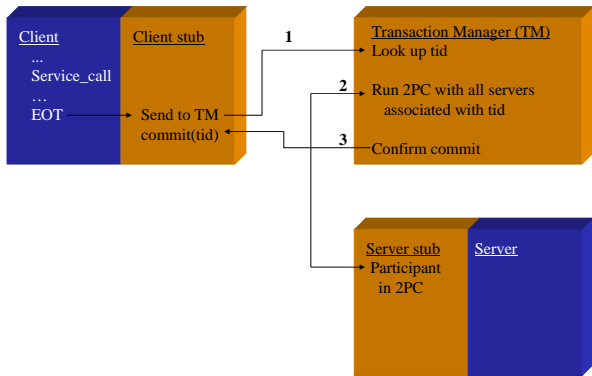 Client
...
Service_call
…
EOT
Client stub
Send to TM
commit(tid)
1
2
3
Transaction Manager (TM)
Look up tid
Run 2PC with all servers
associated with tid
Confirm commit
Server stub
Participant
in 2PC
Server